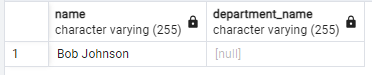 name department_name
character varying (255) character varying (255)
1 Bob Johnson [null]